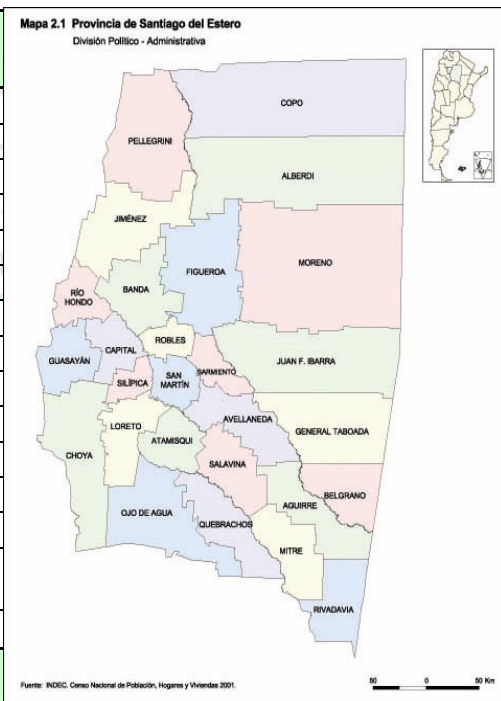 Mapa 2.1 Provincia de Santiago del Estero
División Político - Administrativa
COPO
PELLEGRINI
ALBERDI
JIMÉNEZ
FIGUEROA
MORENO
BANDA
RÍO
HONDO
ROBLES
CAPITAL
GUASAYÁN
JUAN F. IBARRA
SARMIENTO
SAN
MARTÍN
SILÍPICA
AVELLANEDA
LORETO
GENERAL TABOADA
ATAMISQUI
CHOYA
SALAVINA
BELGRANO
AGUIRRE
OJO DE AGUA
QUEBRACHOS
MITRE
RIVADAVIA
Fuente: INDEC. Censo Nacional de Población, Hogares y Viviendas 2001.
50 0 50 Km